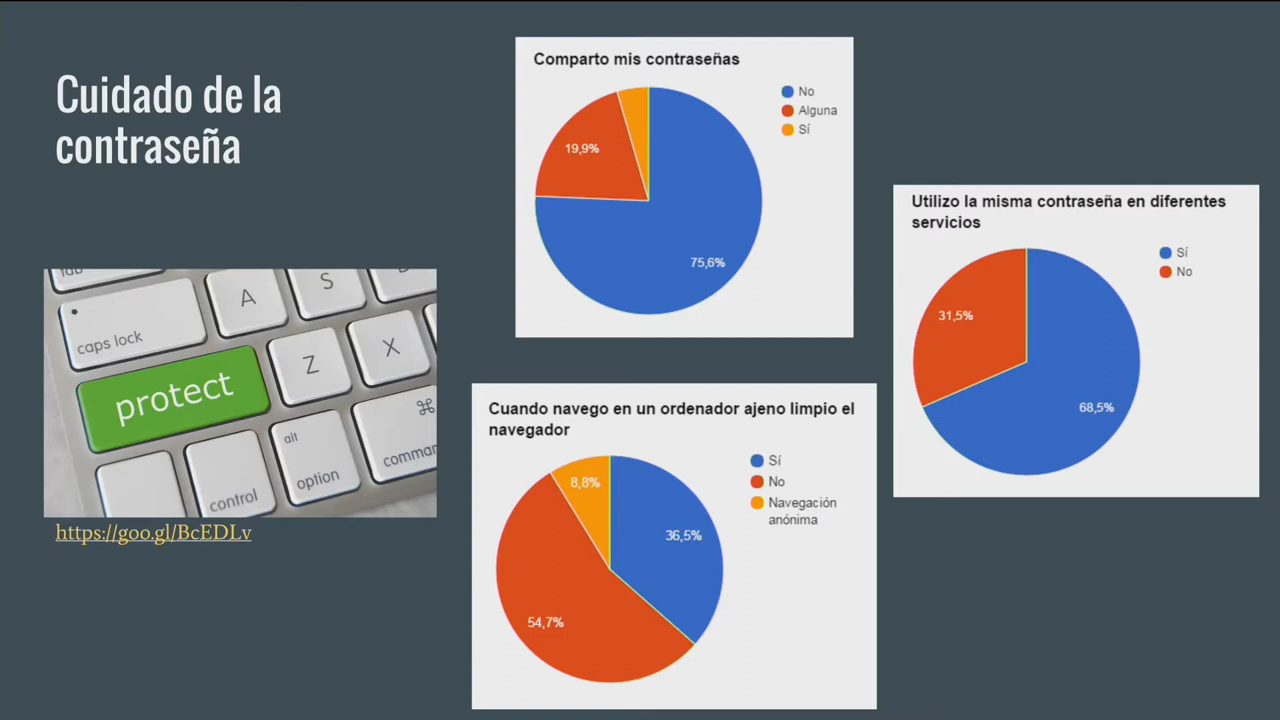 Cuidado de la
contraseña
tab
A
S
caps lock
Z
X
protect
⌘
alt
option
control
https://goo.gl/BcEDLv
Comparto mis contraseñas
No
Alguna
Sí
19,9%
75,6%
Utilizo la misma contraseña en diferentes
servicios
Sí
No
31,5%
68,5%
Cuando navego en un ordenador ajeno limpio el
navegador
Sí
No
Navegación
anónima
8,8%
36,5%
54,7%